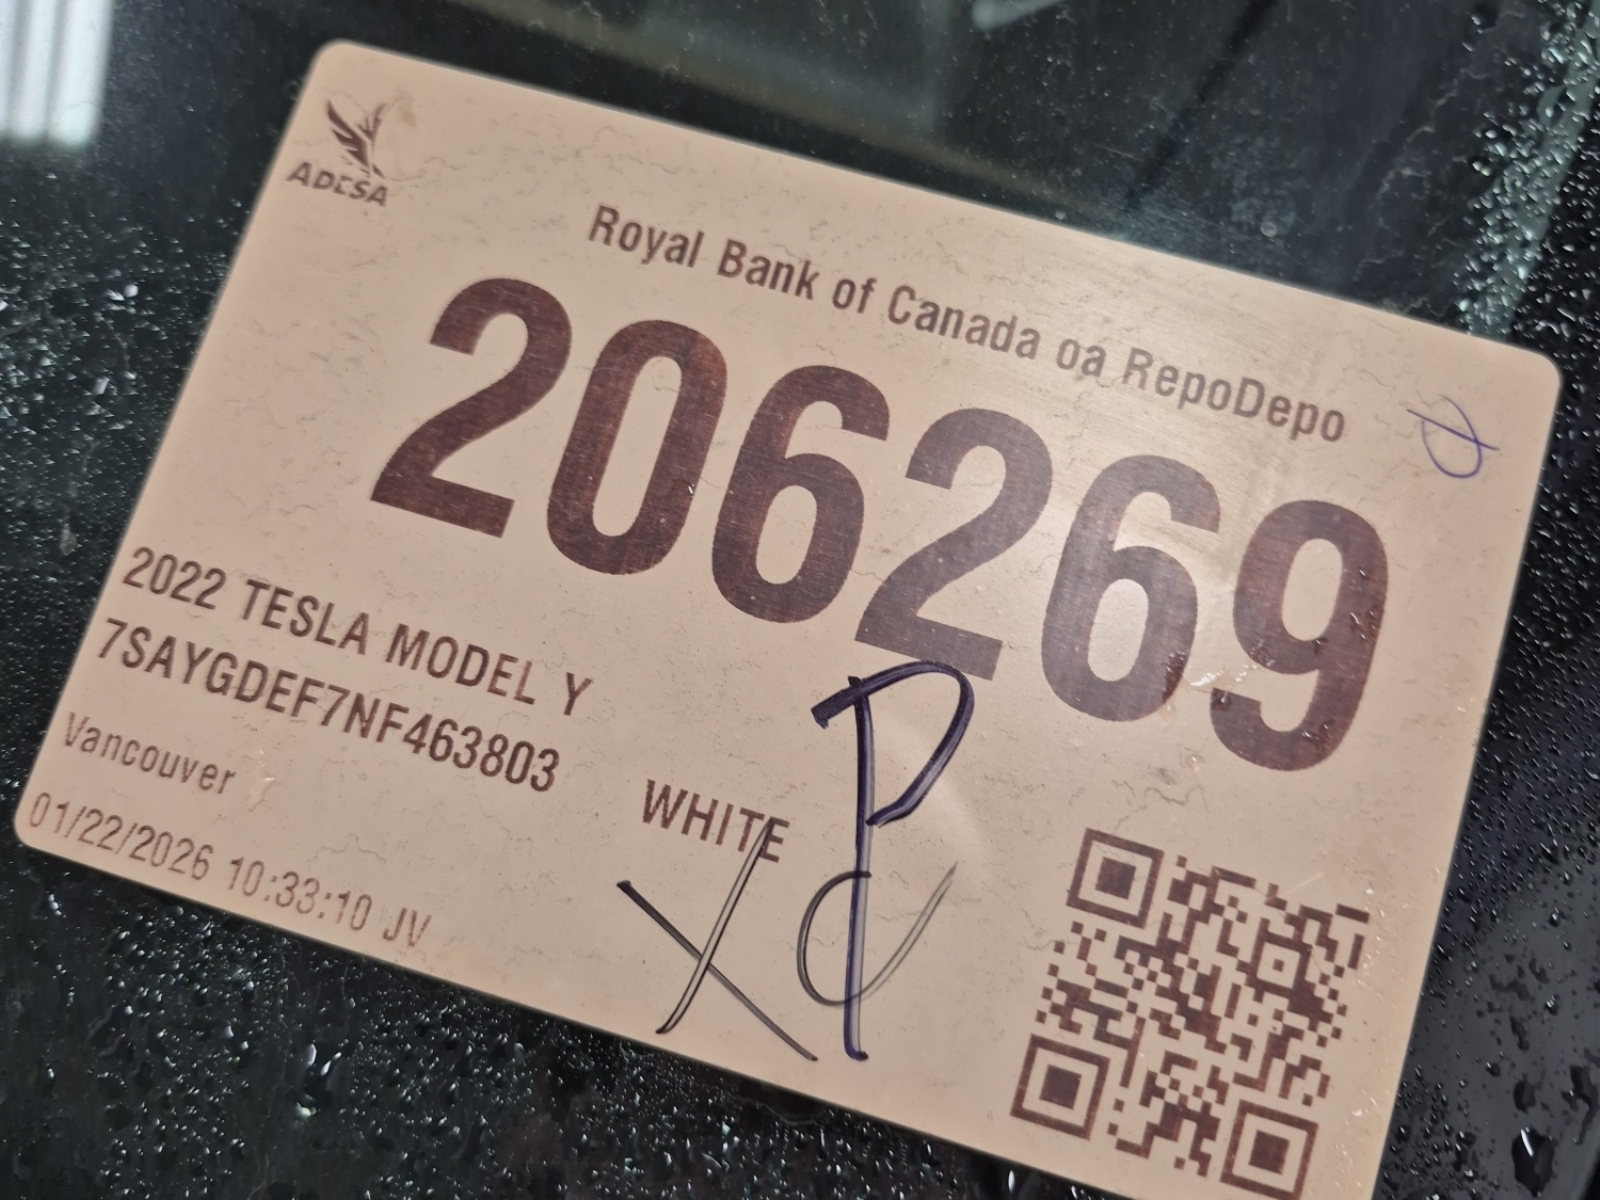 ADESA
Royal Bank of Canada oa RepoDepo
206269
2022 TESLA MODEL Y
7SAYGDEF7NF463803
Vancouver
WHITE
01/22/2026 10:33:10 JV
P